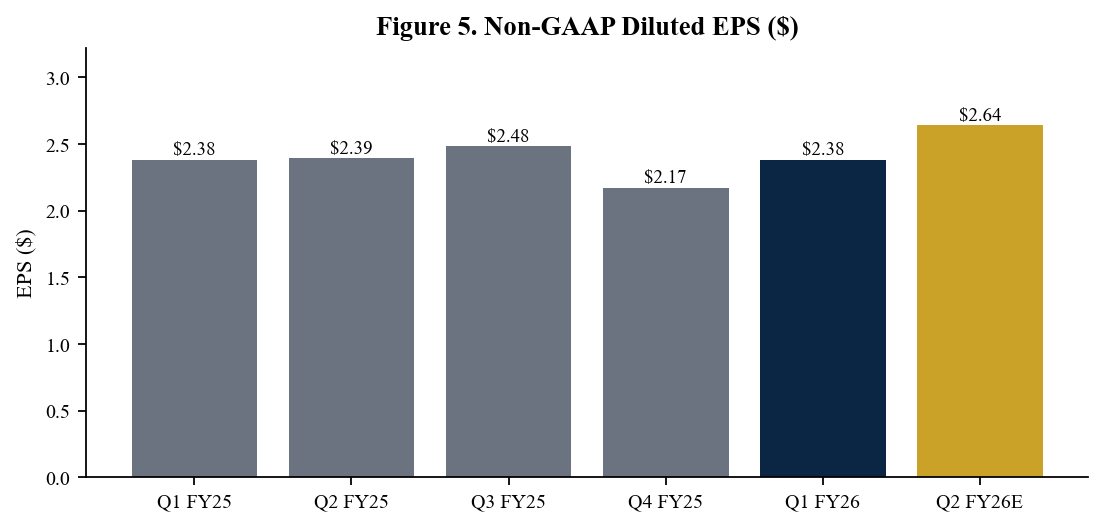 Figure 5. Non-GAAP Diluted EPS ($)
EPS ($)
3.0
2.5
2.0
1.5
1.0
0.5
0.0
$2.38
$2.39
$2.48
$2.17
$2.38
$2.64
Q1 FY25
Q2 FY25
Q3 FY25
Q4 FY25
Q1 FY26
Q2 FY26E